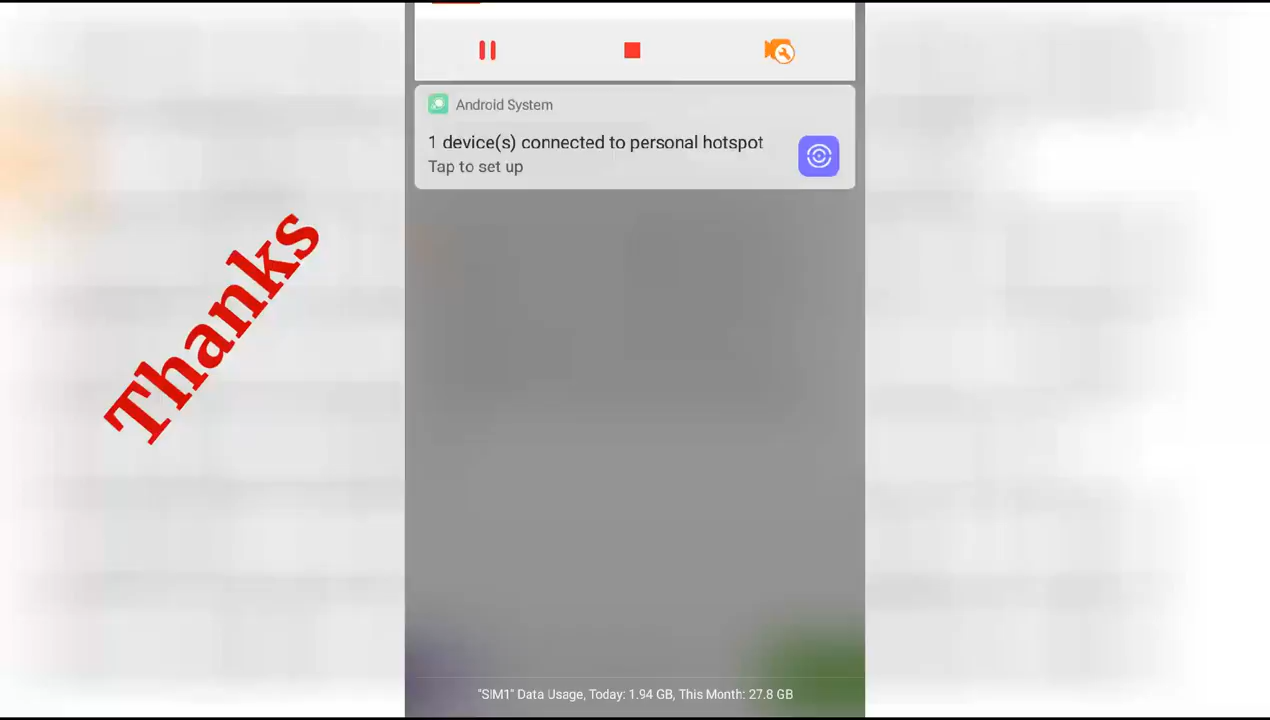 Android System
1 device(s) connected to personal hotspot
Tap to set up
Thanks
"SIM1" Data Usage, Today: 1.94 GB, This Month: 27.8 GB